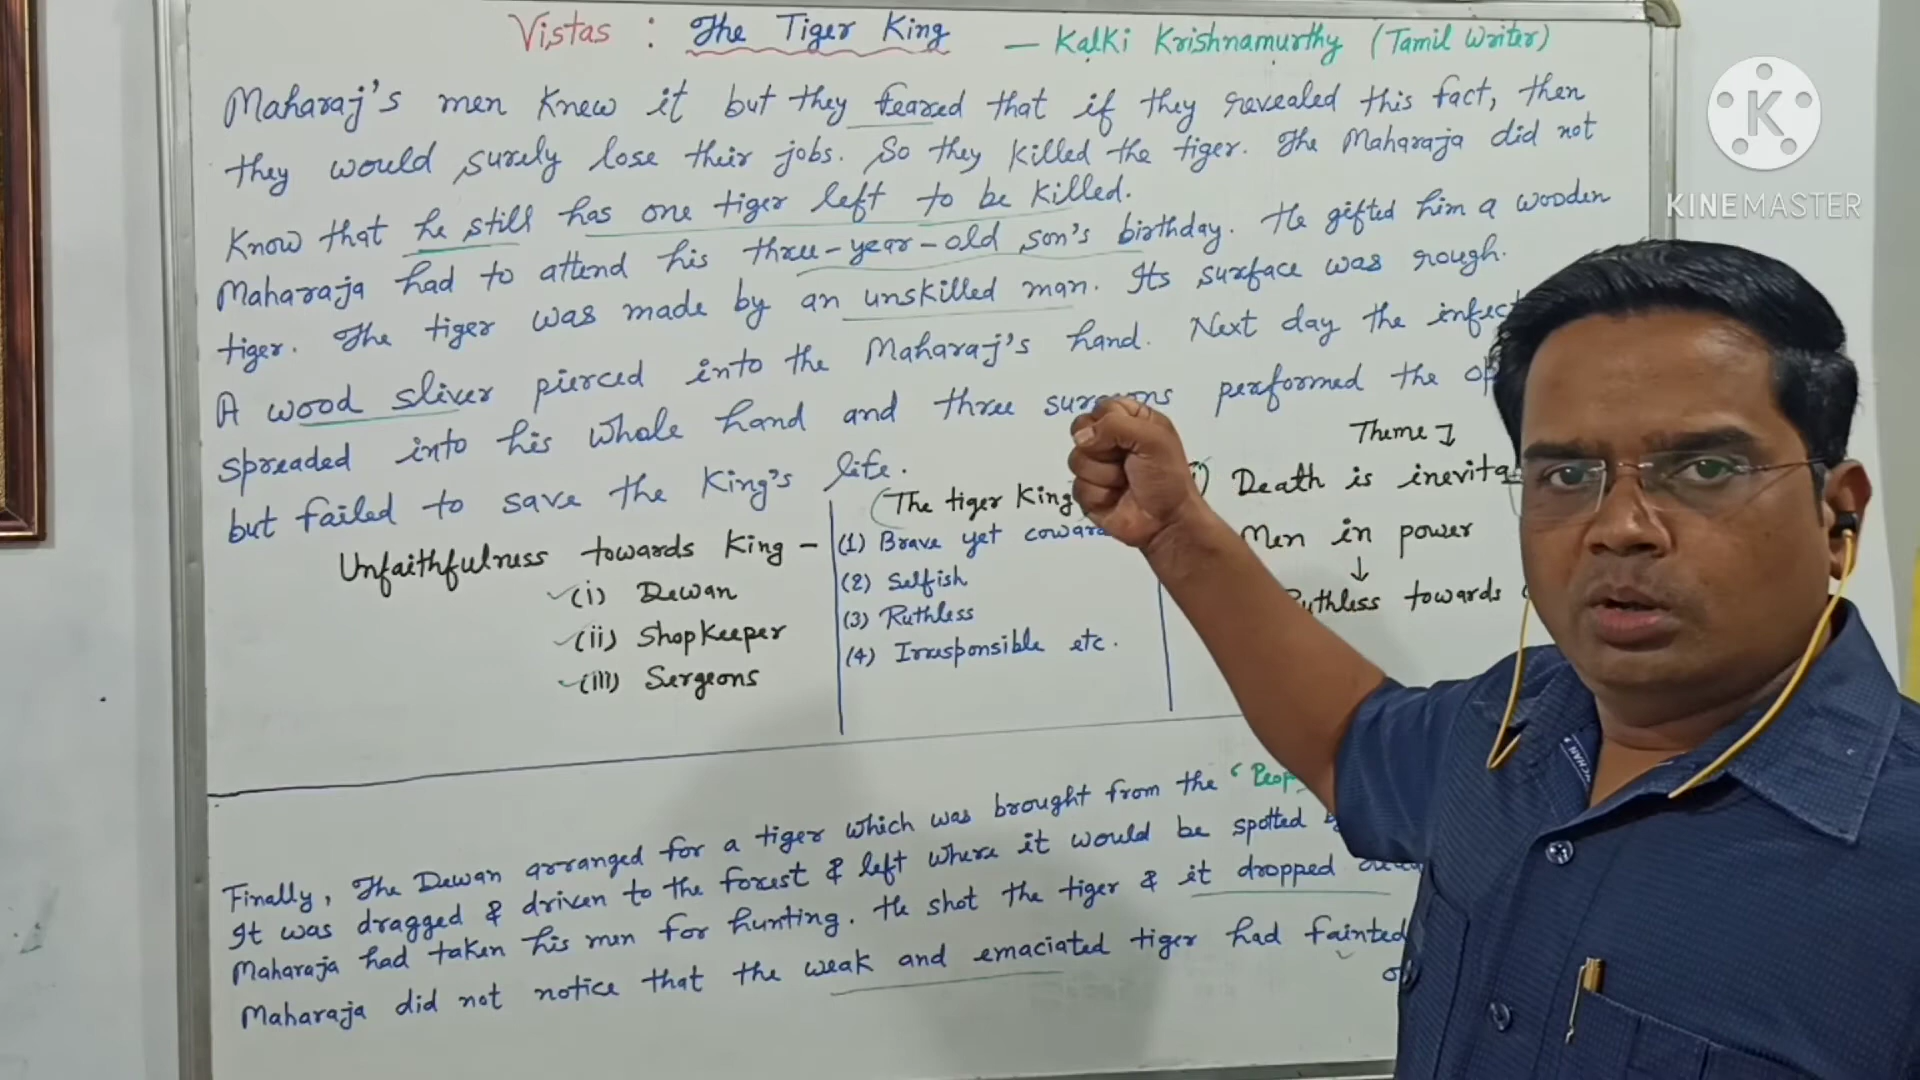 Vistas : The Tiger King — Kalki Krishnamurthy (Tamil Writer)
Maharaj's men knew it but they feared that if they revealed this fact, then
they would surely lose their jobs. So they killed the tiger. The Maharaja did not
know that he still has one tiger left to be killed.
Maharaja had to attend his three-year-old son's birthday. He gifted him a wooden
tiger. The tiger was made by an unskilled man. Its surface was rough.
A wood sliver pierced into the Maharaj's hand. Next day the
spreaded into his whole hand and three surgeons performed the
but failed to save the King's life.
Unfaithfulness towards King -
(i) Dewan
(ii) Shopkeeper
(iii) Sergeons
(The tiger King
(1) Brave yet
(2) Selfish
(3) Ruthless
(4) Irresponsible etc.
Theme
Death is
Men in power
↓
Ruthless towards
Finally, The Dewan arranged for a tiger which was brought from the '
It was dragged & driven to the forest & left where it would be spotted
Maharaja had taken his men for hunting. He shot the tiger & it dropped
Maharaja did not notice that the weak and emaciated tiger had fainted
K
KINEMASTER